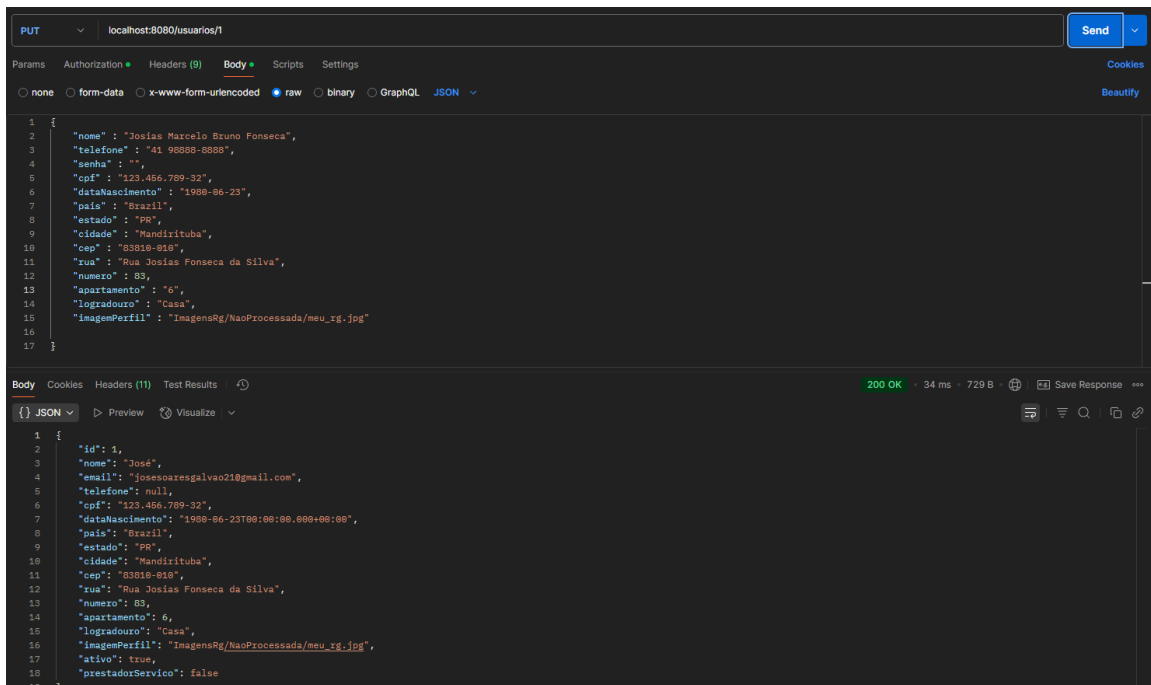 PUT localhost:8080/usuarios/1 Send
Params Authorization Headers (9) Body Scripts Settings Cookies
none form-data x-www-form-urlencoded raw binary GraphQL JSON Beautify
1 {
2 "nome" : "Josias Marcelo Bruno Fonseca",
3 "telefone" : "41 98888-8888",
4 "senha" : "",
5 "cpf" : "123.456.789-32",
6 "dataNascimento" : "1980-06-23",
7 "pais" : "Brazil",
8 "estado" : "PR",
9 "cidade" : "Mandirituba",
10 "cep" : "83810-010",
11 "rua" : "Rua Josias Fonseca da Silva",
12 "numero" : 83,
13 "apartamento" : "6",
14 "logradouro" : "Casa",
15 "imagemPerfil" : "ImagensRg/NaoProcessada/meu_rg.jpg"
16
17 }
Body Cookies Headers (11) Test Results 200 OK 34 ms 729 B Save Response
{} JSON Preview Visualize
1 {
2 "id": 1,
3 "nome": "José",
4 "email": "josesoaresgalvao21@gmail.com",
5 "telefone": null,
6 "cpf": "123.456.789-32",
7 "dataNascimento": "1980-06-23T00:00:00.000+00:00",
8 "pais": "Brazil",
9 "estado": "PR",
10 "cidade": "Mandirituba",
11 "cep": "83810-010",
12 "rua": "Rua Josias Fonseca da Silva",
13 "numero": 83,
14 "apartamento": 6,
15 "logradouro": "Casa",
16 "imagemPerfil": "ImagensRg/NaoProcessada/meu_rg.jpg",
17 "ativo": true,
18 "prestadorServico": false